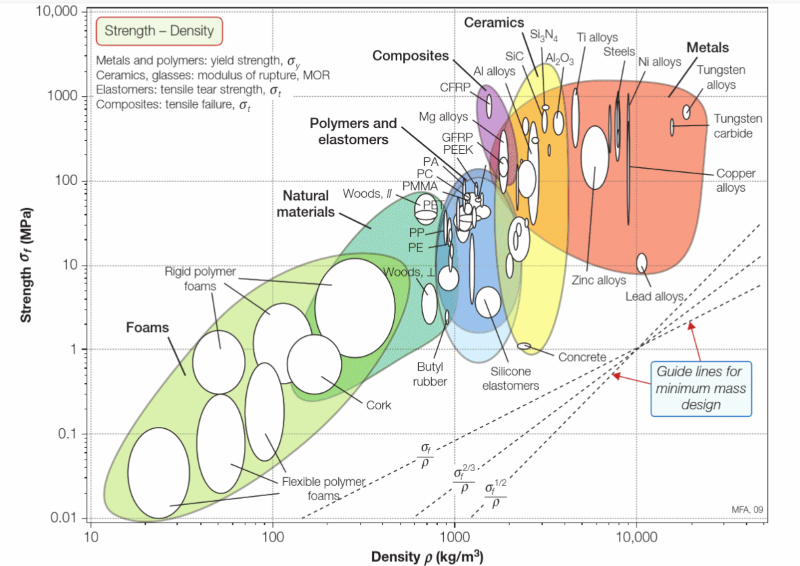 Strength – Density
Metals and polymers: yield strength, σy
Ceramics, glasses: modulus of rupture, MOR
Elastomers: tensile tear strength, σt
Composites: tensile failure, σt
Ceramics
Si3N4
SiC
Al2O3
Ti alloys
Steels
Ni alloys
Metals
Tungsten
alloys
Composites
Al alloys
CFRP
Mg alloys
Tungsten
carbide
Polymers and
elastomers
GFRP
PEEK
PA
PC
PMMA
PET
PP
PE
Copper
alloys
Natural
materials
Woods, //
Woods, ⊥
Rigid polymer
foams
Foams
Zinc alloys
Lead alloys
Butyl
rubber
Silicone
elastomers
Concrete
Cork
Flexible polymer
foams
Guide lines for
minimum mass
design
σf
ρ
σf2/3
ρ
σf1/2
ρ
MFA, 09
Strength σf (MPa)
10,000
1000
100
10
1
0.1
0.01
10
100
1000
10,000
Density ρ (kg/m3)